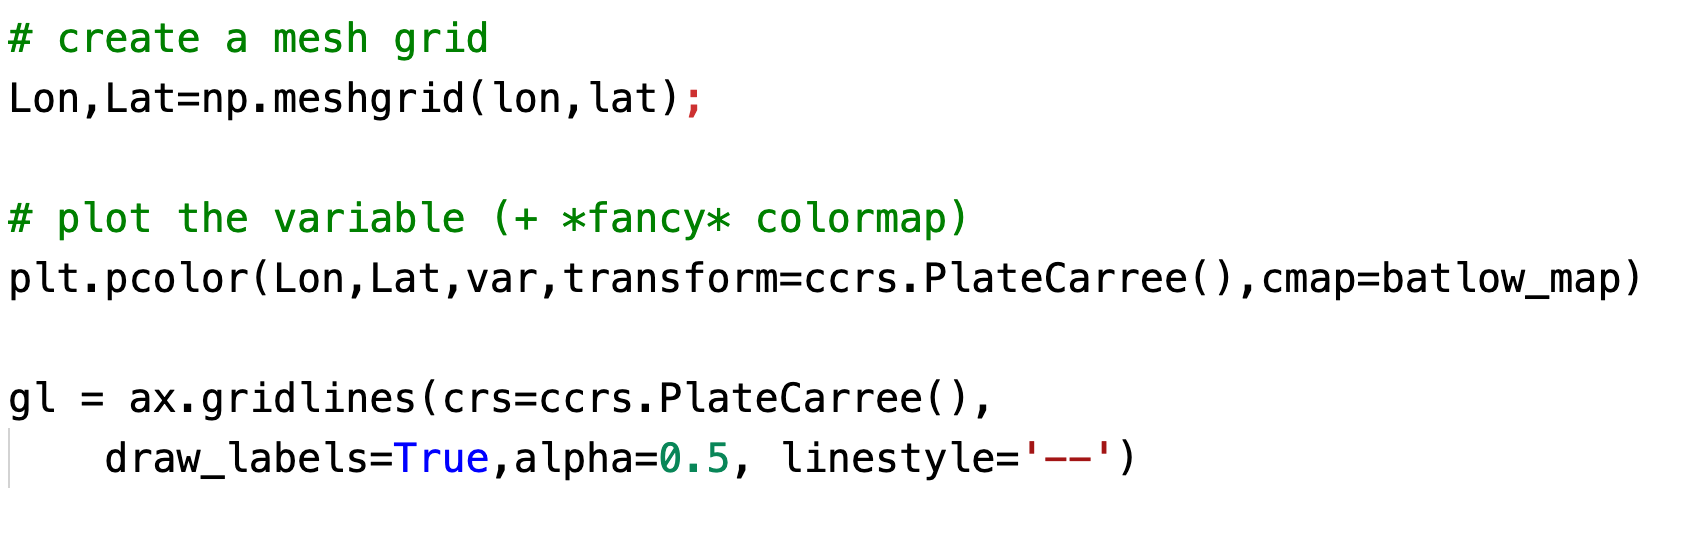 # create a mesh grid
Lon,Lat=np.meshgrid(lon,lat);
# plot the variable (+ *fancy* colormap)
plt.pcolor(Lon,Lat,var,transform=ccrs.PlateCarree(),cmap=batlow_map)
gl = ax.gridlines(crs=ccrs.PlateCarree(),
    draw_labels=True,alpha=0.5, linestyle='--')